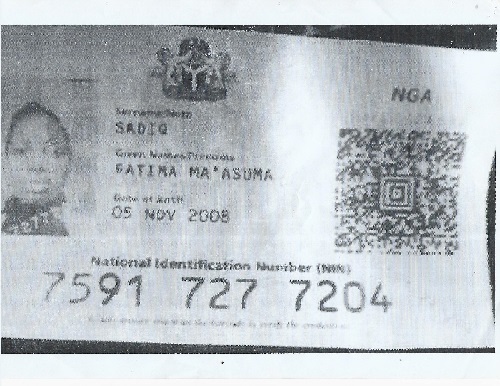 NGA
Surname/Nom
SADIQ
Given Names/Prénoms
FATIMA MA'ASUMA
Date of Birth
05 NOV 2008
National Identification Number (NIN)
7591 727 7204